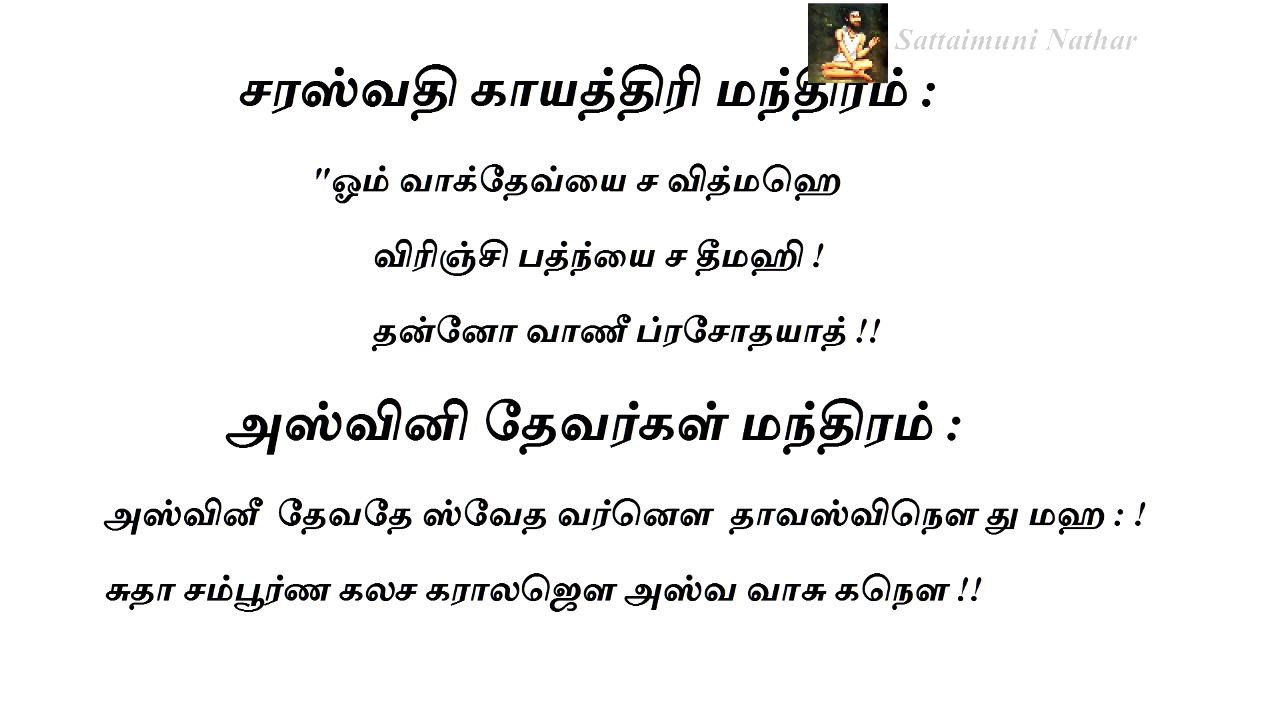 Sattaimuni Nathar
சரஸ்வதி காயத்திரி மந்திரம் :
"ஓம் வாக்தேவ்யை ச வித்மஹெ
விரிஞ்சி பத்ந்யை ச தீமஹி !
தன்னோ வாணீ ப்ரசோதயாத் !!
அஸ்வினி தேவர்கள் மந்திரம் :
அஸ்வினீ தேவதே ஸ்வேத வர்னௌ தாவஸ்விநௌ து மஹ : !
சுதா சம்பூர்ண கலச கராலஜௌ அஸ்வ வாசு கநௌ !!